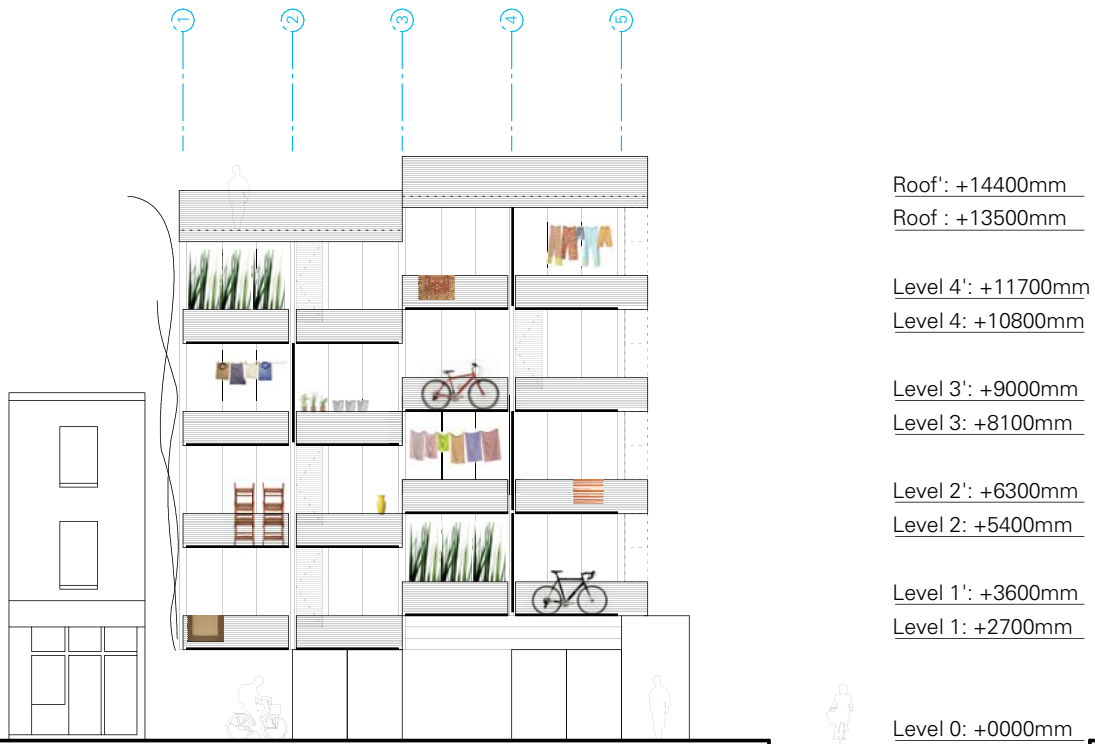 1 2 3 4 5
Roof': +14400mm
Roof : +13500mm
Level 4': +11700mm
Level 4: +10800mm
Level 3': +9000mm
Level 3: +8100mm
Level 2': +6300mm
Level 2: +5400mm
Level 1': +3600mm
Level 1: +2700mm
Level 0: +0000mm